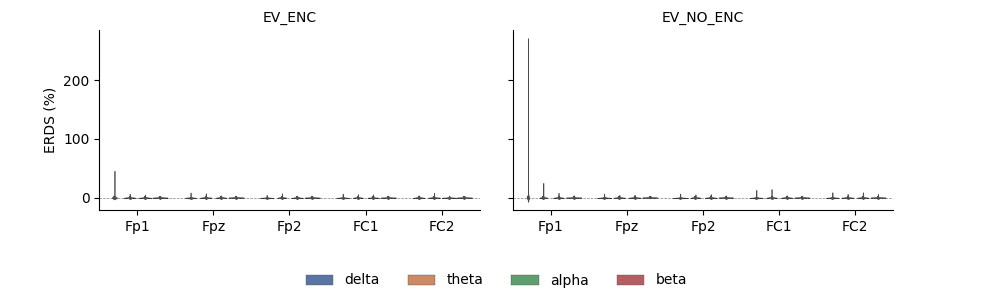 EV_ENC
EV_NO_ENC
ERDS (%)
200
100
0
Fp1 Fpz Fp2 FC1 FC2
Fp1 Fpz Fp2 FC1 FC2
delta theta alpha beta